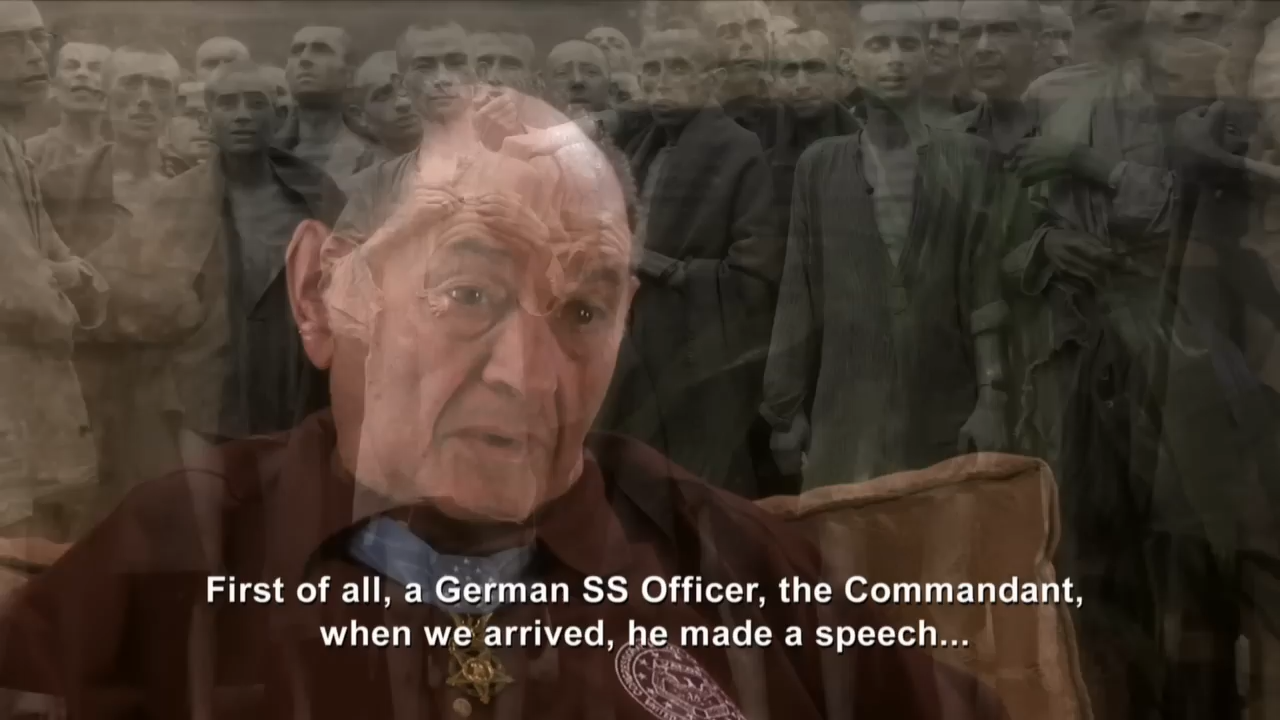 First of all, a German SS Officer, the Commandant,
when we arrived, he made a speech...